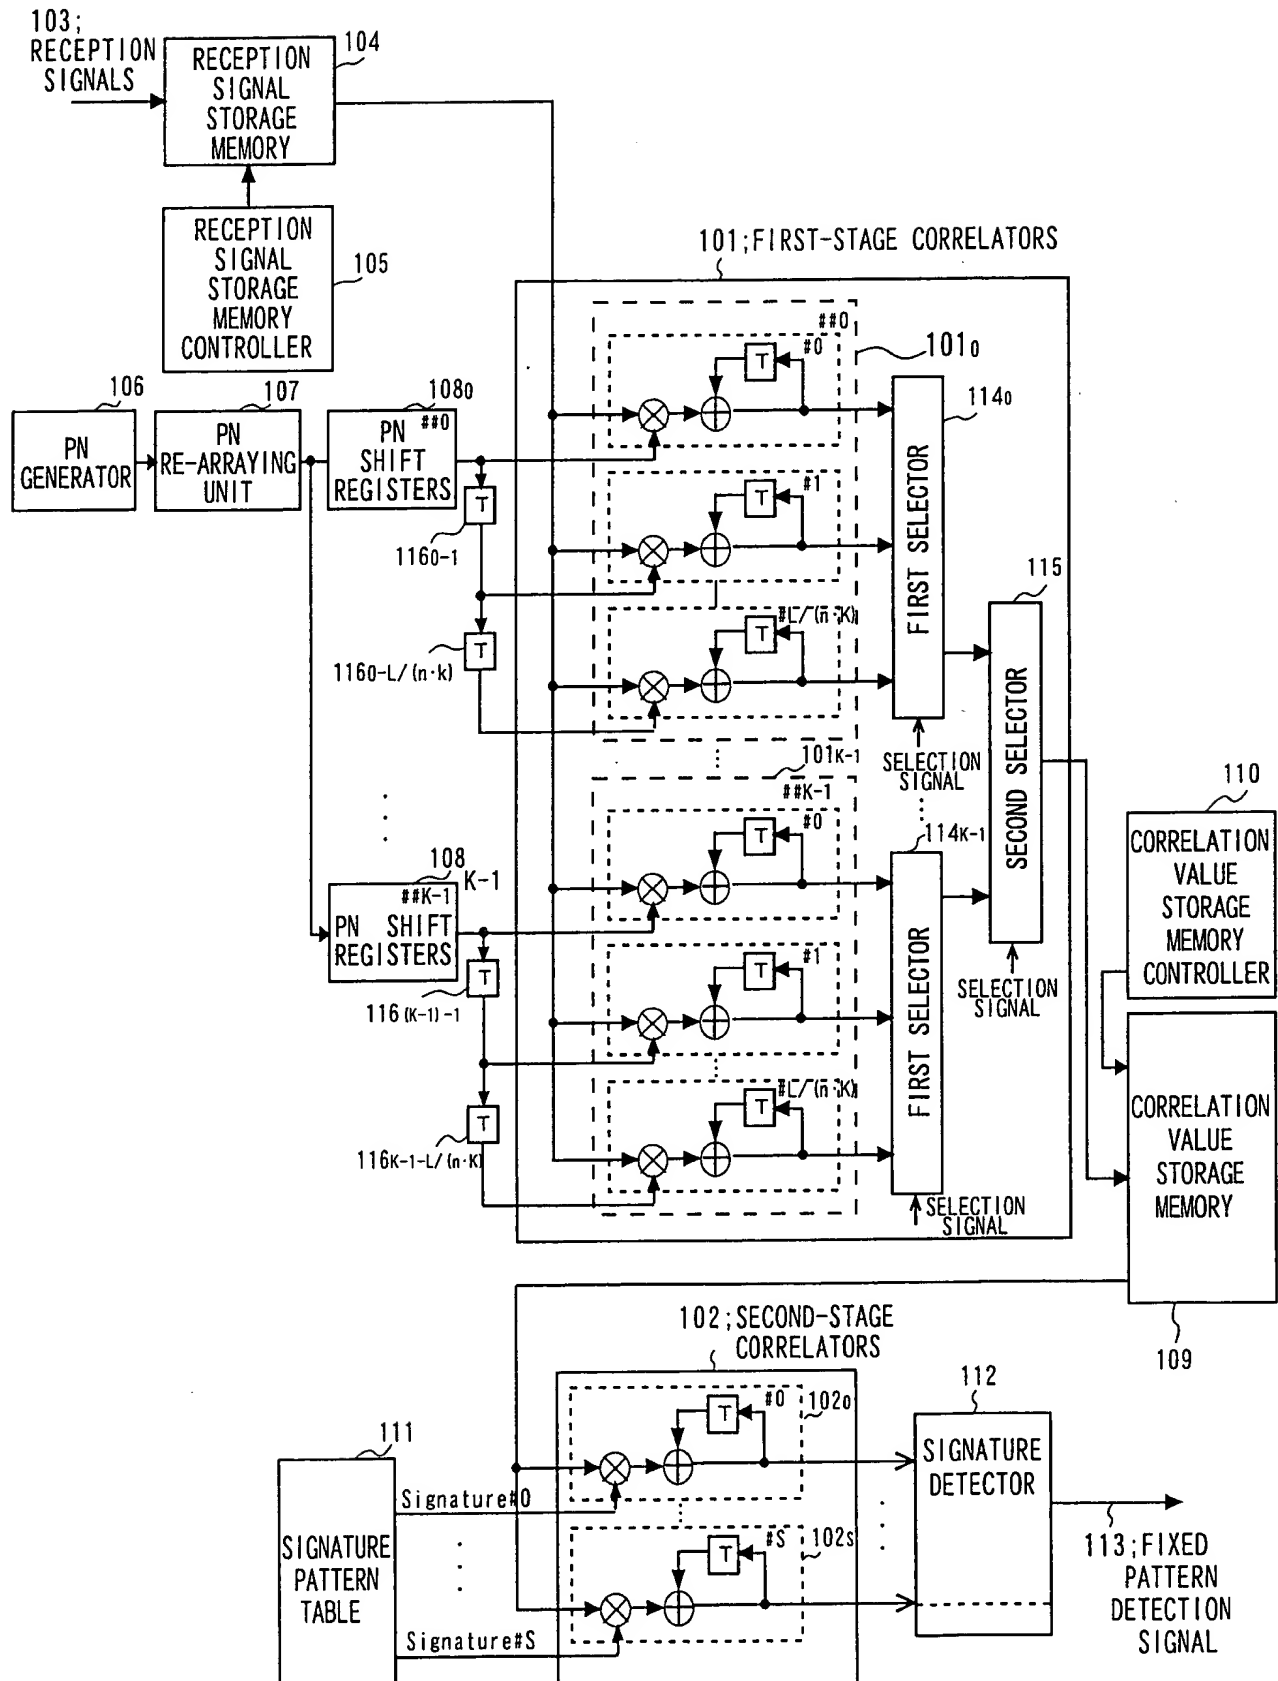 103;
RECEPTION
SIGNALS
RECEPTION
SIGNAL
STORAGE
MEMORY
104
RECEPTION
SIGNAL
STORAGE
MEMORY
CONTROLLER
105
101;FIRST-STAGE CORRELATORS
106
PN
GENERATOR
107
PN
RE-ARRAYING
UNIT
1080
##0
PN
SHIFT
REGISTERS
T
1160-1
T
1160-L/(n·k)
##0
1010
#0
T
#1
T
#L/(n·K)
T
FIRST SELECTOR
1140
SELECTION
SIGNAL
115
SECOND SELECTOR
SELECTION
SIGNAL
101K-1
##K-1
#0
T
#1
T
#L/(n·K)
T
114K-1
FIRST SELECTOR
SELECTION
SIGNAL
108
K-1
##K-1
PN SHIFT
REGISTERS
T
116(K-1)-1
T
116K-1-L/(n·K)
110
CORRELATION
VALUE
STORAGE
MEMORY
CONTROLLER
CORRELATION
VALUE
STORAGE
MEMORY
109
102;SECOND-STAGE
CORRELATORS
#0
1020
T
#S
102s
T
111
SIGNATURE
PATTERN
TABLE
Signature#0
Signature#S
112
SIGNATURE
DETECTOR
113;FIXED
PATTERN
DETECTION
SIGNAL